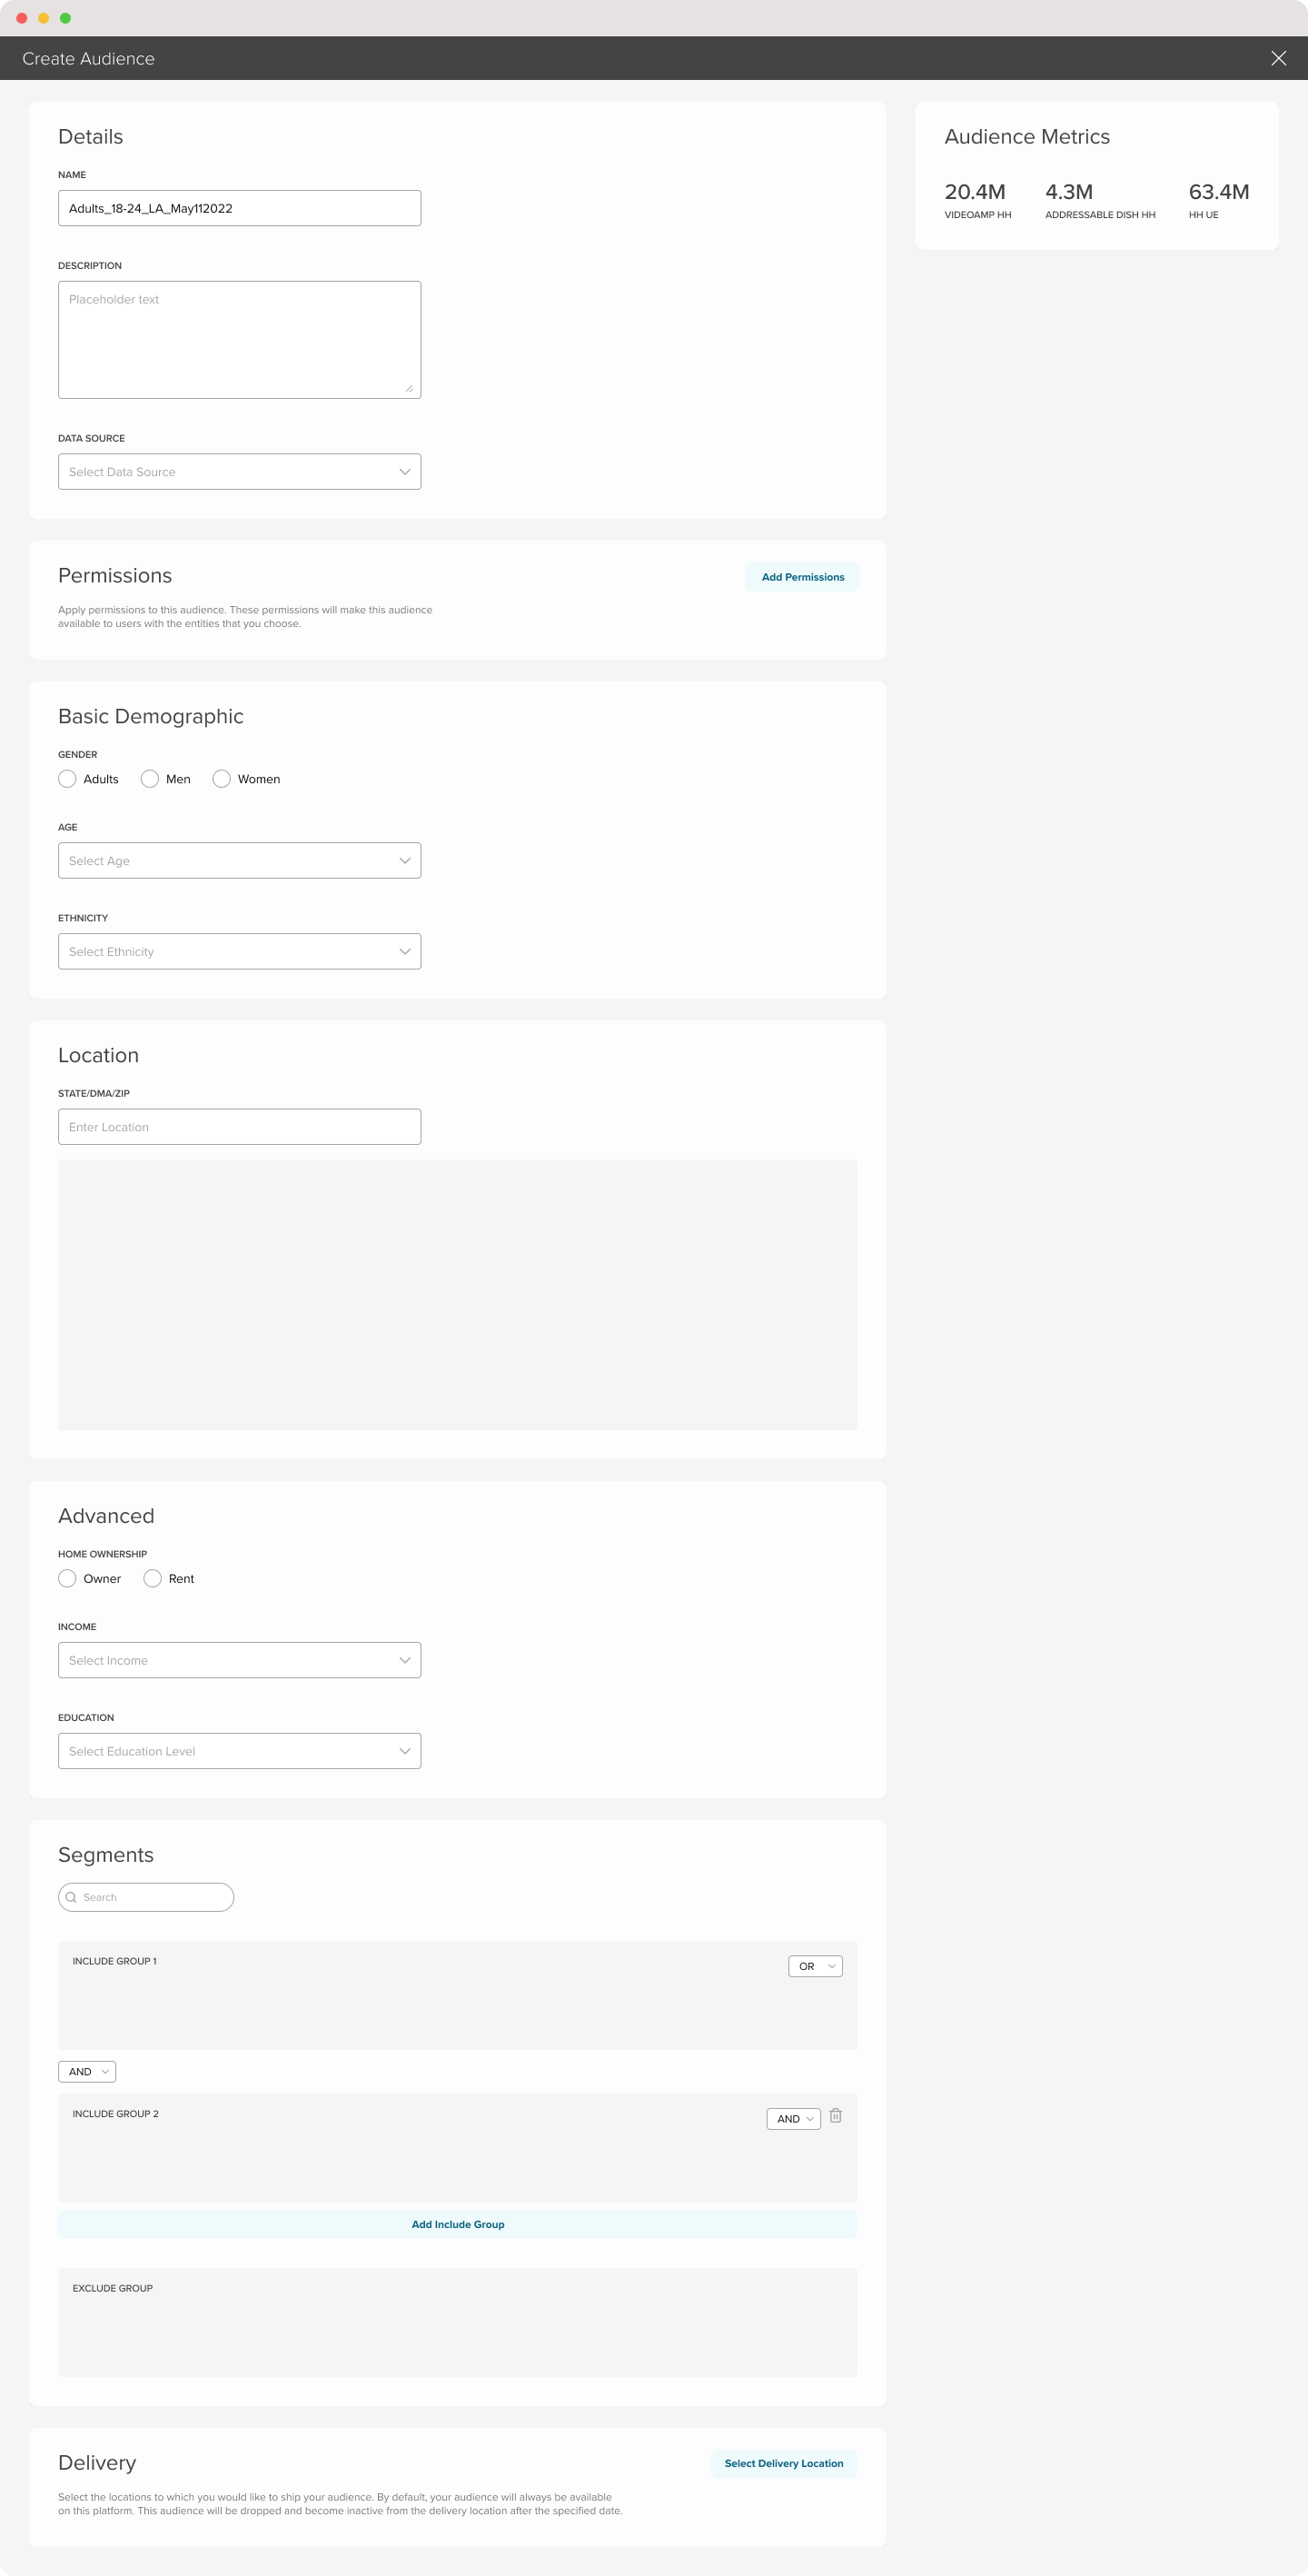 Create Audience
Details
NAME
Adults_18-24_LA_May112022
DESCRIPTION
Placeholder text
DATA SOURCE
Select Data Source
Audience Metrics
20.4M
4.3M
63.4M
VIDEOAMP HH
ADDRESSABLE DISH HH
HH UE
Permissions
Add Permissions
Apply permissions to this audience. These permissions will make this audience
available to users with the entities that you choose.
Basic Demographic
GENDER
Adults
Men
Women
AGE
Select Age
ETHNICITY
Select Ethnicity
Location
STATE/DMA/ZIP
Enter Location
Advanced
HOME OWNERSHIP
Owner
Rent
INCOME
Select Income
EDUCATION
Select Education Level
Segments
Search
INCLUDE GROUP 1
OR
AND
INCLUDE GROUP 2
AND
Add Include Group
EXCLUDE GROUP
Delivery
Select Delivery Location
Select the locations to which you would like to ship your audience. By default, your audience will always be available
on this platform. This audience will be dropped and become inactive from the delivery location after the specified date.